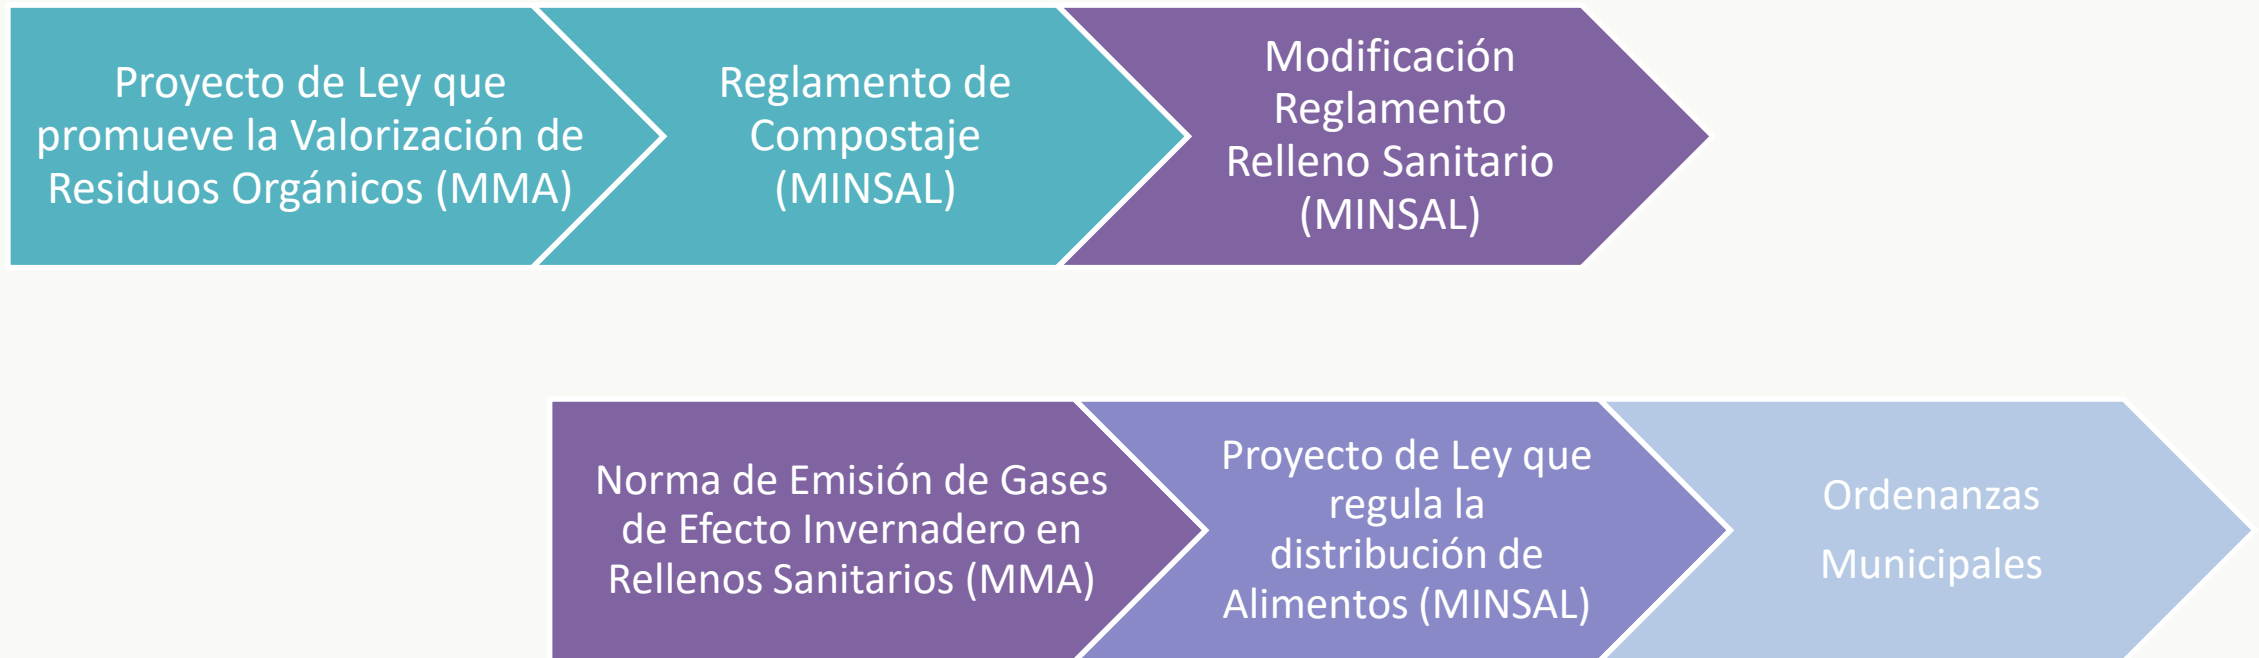 Proyecto de Ley que
promueve la Valorización de
Residuos Orgánicos (MMA)
Reglamento de
Compostaje
(MINSAL)
Modificación
Reglamento
Relleno Sanitario
(MINSAL)
Norma de Emisión de Gases
de Efecto Invernadero en
Rellenos Sanitarios (MMA)
Proyecto de Ley que
regula la
distribución de
Alimentos (MINSAL)
Ordenanzas
Municipales